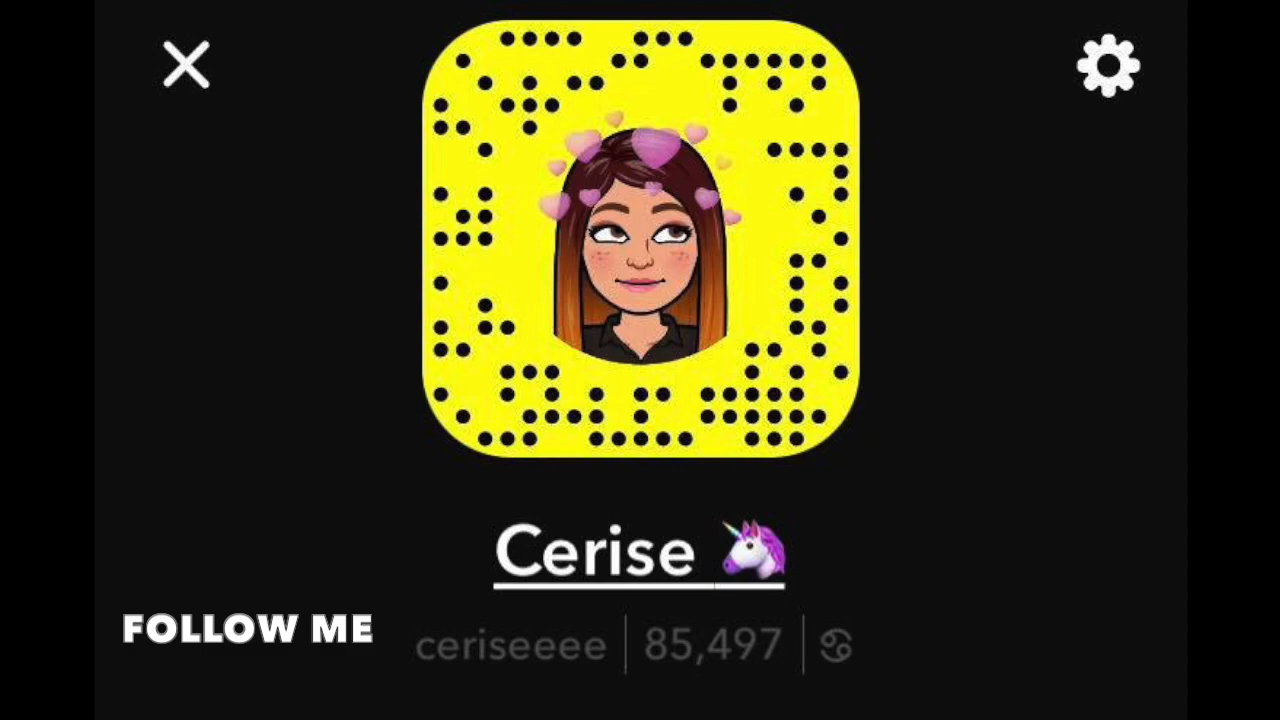 Cerise 🦄
FOLLOW ME
ceriseeee | 85,497 | ♋